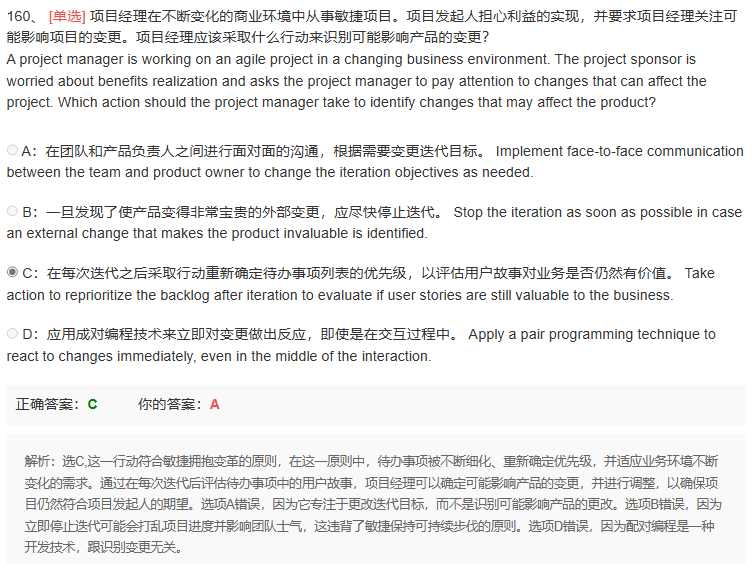 160、 [单选] 项目经理在不断变化的商业环境中从事敏捷项目。项目发起人担心利益的实现，并要求项目经理关注可
能影响项目的变更。项目经理应该采取什么行动来识别可能影响产品的变更？
A project manager is working on an agile project in a changing business environment. The project sponsor is
worried about benefits realization and asks the project manager to pay attention to changes that can affect the
project. Which action should the project manager take to identify changes that may affect the product?
A：在团队和产品负责人之间进行面对面的沟通，根据需要变更迭代目标。 Implement face-to-face communication
between the team and product owner to change the iteration objectives as needed.
B：一旦发现了使产品变得非常宝贵的外部变更，应尽快停止迭代。 Stop the iteration as soon as possible in case
an external change that makes the product invaluable is identified.
C：在每次迭代之后采取行动重新确定待办事项列表的优先级，以评估用户故事对业务是否仍然有价值。 Take
action to reprioritize the backlog after iteration to evaluate if user stories are still valuable to the business.
D：应用成对编程技术来立即对变更做出反应，即使是在交互过程中。 Apply a pair programming technique to
react to changes immediately, even in the middle of the interaction.
正确答案：C 你的答案：A
解析：选C,这一行动符合敏捷拥抱变革的原则，在这一原则中，待办事项被不断细化、重新确定优先级，并适应业务环境不断
变化的需求。通过在每次迭代后评估待办事项中的用户故事，项目经理可以确定可能影响产品的变更，并进行调整，以确保项
目仍然符合项目发起人的期望。选项A错误，因为它专注于更改迭代目标，而不是识别可能影响产品的更改。选项B错误，因为
立即停止迭代可能会打乱项目进度并影响团队士气，这违背了敏捷保持可持续步伐的原则。选项D错误，因为配对编程是一种
开发技术，跟识别变更无关。